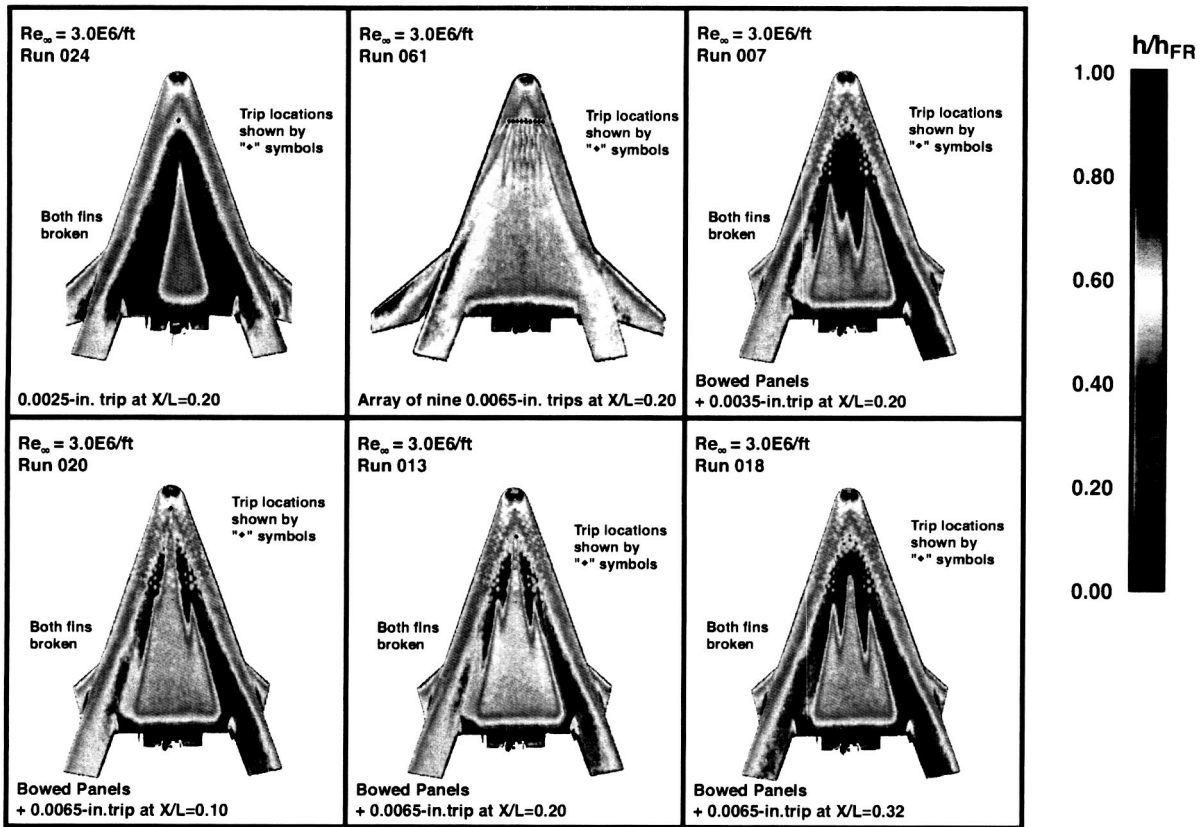 Re∞ = 3.0E6/ft
Run 024
Trip locations
shown by
"◆" symbols
Both fins
broken
0.0025-in. trip at X/L=0.20
Re∞ = 3.0E6/ft
Run 061
Trip locations
shown by
"◆" symbols
Array of nine 0.0065-in. trips at X/L=0.20
Re∞ = 3.0E6/ft
Run 007
Trip locations
shown by
"◆" symbols
Both fins
broken
Bowed Panels
+ 0.0035-in.trip at X/L=0.20
h/hFR
1.00
0.80
0.60
0.40
0.20
0.00
Re∞ = 3.0E6/ft
Run 020
Trip locations
shown by
"◆" symbols
Both fins
broken
Bowed Panels
+ 0.0065-in.trip at X/L=0.10
Re∞ = 3.0E6/ft
Run 013
Trip locations
shown by
"◆" symbols
Both fins
broken
Bowed Panels
+ 0.0065-in.trip at X/L=0.20
Re∞ = 3.0E6/ft
Run 018
Trip locations
shown by
"◆" symbols
Both fins
broken
Bowed Panels
+ 0.0065-in.trip at X/L=0.32